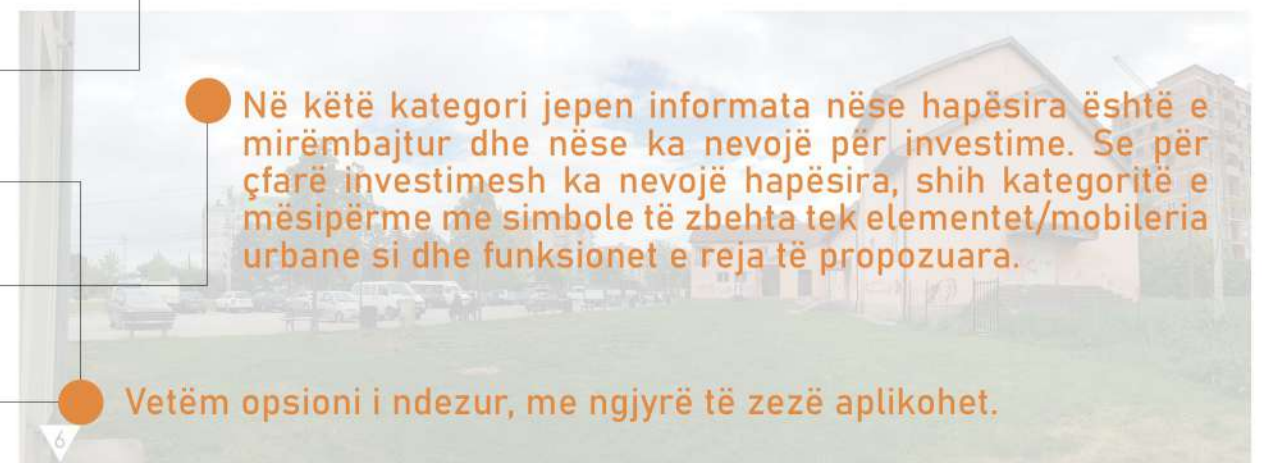 Në këtë kategori jepen informata nëse hapësira është e
mirëmbajtur dhe nëse ka nevojë për investime. Se për
çfarë investimesh ka nevojë hapësira, shih kategoritë e
mësipërme me simbole të zbehta tek elementet/mobileria
urbane si dhe funksionet e reja të propozuara.
Vetëm opsioni i ndezur, me ngjyrë të zezë aplikohet.
6